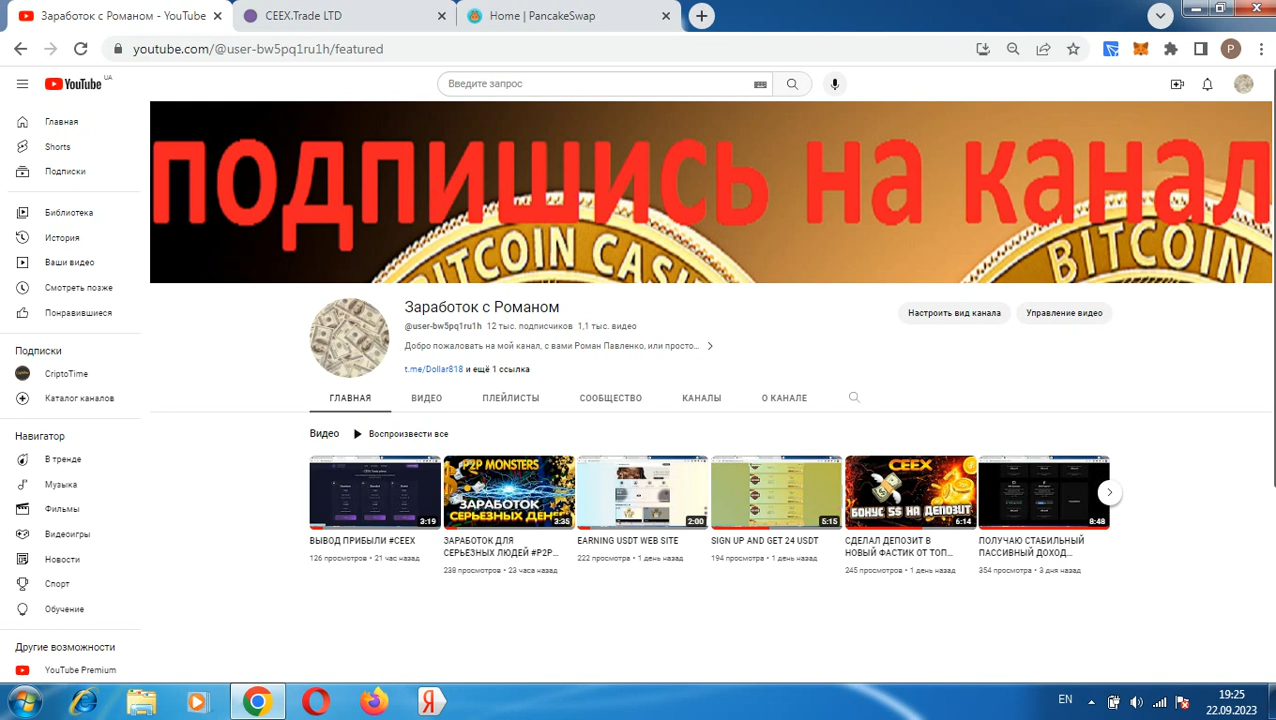 Заработок с Романом - YouTube
CEEX.Trade LTD
Home | PancakeSwap
youtube.com/@user-bw5pq1ru1h/featured
P
YouTube UA
Введите запрос
Главная
Shorts
Подписки
Библиотека
История
Ваши видео
Смотреть позже
Понравившиеся
Подписки
CriptoTime
Каталог каналов
Навигатор
В тренде
Музыка
Фильмы
Видеоигры
Новости
Спорт
Обучение
Другие возможности
YouTube Premium
подпишись на канал
BITCOIN CASH
BITCOIN
Заработок с Романом
@user-bw5pq1ru1h 12 тыс. подписчиков 1,1 тыс. видео
Добро пожаловать на мой канал, с вами Роман Павленко, или просто...
t.me/Dollar818 и ещё 1 ссылка
Настроить вид канала
Управление видео
ГЛАВНАЯ
ВИДЕО
ПЛЕЙЛИСТЫ
СООБЩЕСТВО
КАНАЛЫ
О КАНАЛЕ
Видео
Воспроизвести все
3:19
ВЫВОД ПРИБЫЛИ #CEEX
126 просмотров • 21 час назад
P2P MONSTERS
ЗАРАБОТОК
СЕРЬЕЗНЫХ ДЕНЕГ
3:35
ЗАРАБОТОК ДЛЯ
СЕРЬЕЗНЫХ ЛЮДЕЙ #P2P...
238 просмотров • 23 часа назад
2:00
EARNING USDT WEB SITE
222 просмотра • 1 день назад
5:15
SIGN UP AND GET 24 USDT
194 просмотра • 1 день назад
CEEX
БОНУС 5$ НА ДЕПОЗИТ
6:14
СДЕЛАЛ ДЕПОЗИТ В
НОВЫЙ ФАСТИК ОТ ТОП...
245 просмотров • 1 день назад
8:48
ПОЛУЧАЮ СТАБИЛЬНЫЙ
ПАССИВНЫЙ ДОХОД...
354 просмотра • 3 дня назад
EN
19:25
22.09.2023